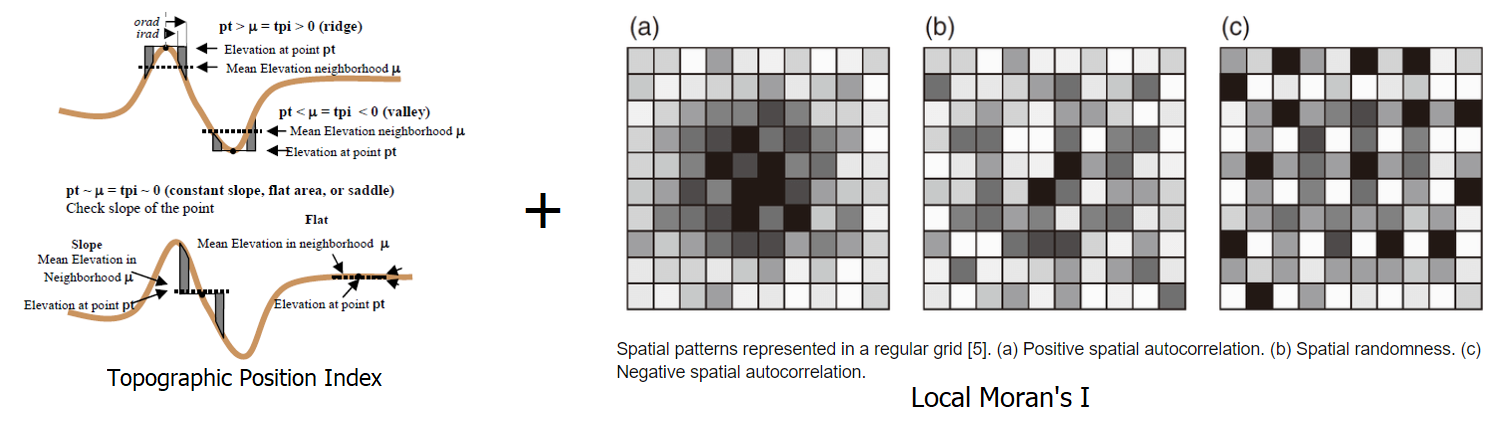 orad
irad
pt > μ = tpi > 0 (ridge)
Elevation at point pt
Mean Elevation neighborhood μ
pt < μ = tpi < 0 (valley)
Mean Elevation neighborhood μ
Elevation at point pt
pt ~ μ = tpi ~ 0 (constant slope, flat area, or saddle)
Check slope of the point
Flat
Slope
Mean Elevation in neighborhood μ
Mean Elevation in
Neighborhood μ
Elevation at point pt
Elevation at point pt
Topographic Position Index
+
(a)
(b)
(c)
Spatial patterns represented in a regular grid [5]. (a) Positive spatial autocorrelation. (b) Spatial randomness. (c)
Negative spatial autocorrelation.
Local Moran's I